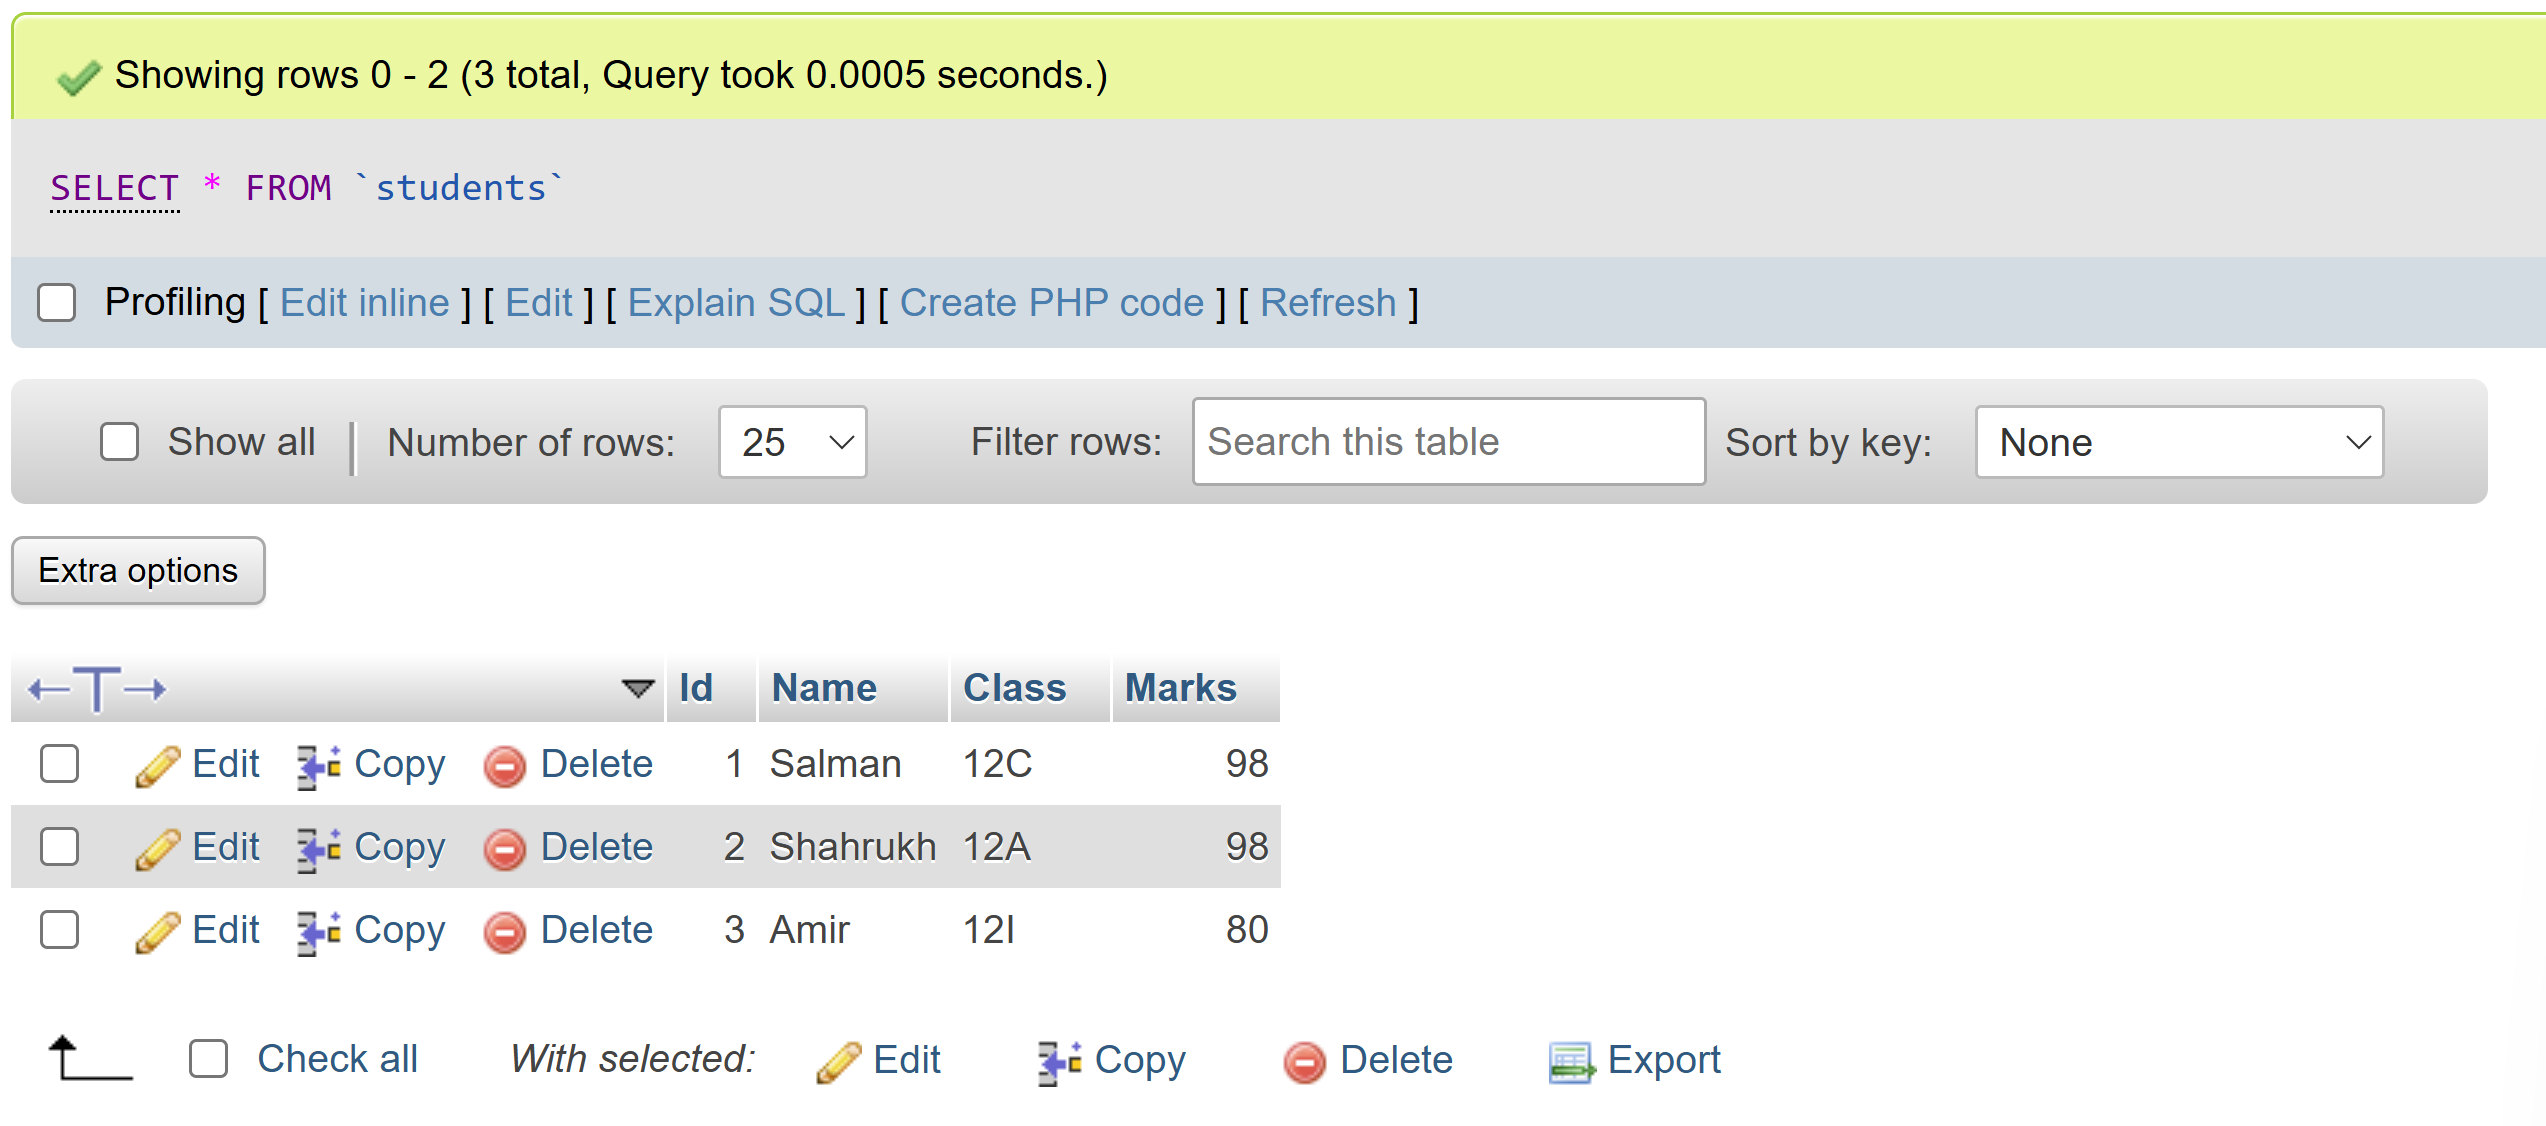 Showing rows 0 - 2 (3 total, Query took 0.0005 seconds.)
SELECT * FROM `students`
Profiling [ Edit inline ] [ Edit ] [ Explain SQL ] [ Create PHP code ] [ Refresh ]
Show all | Number of rows: 25 Filter rows: Search this table Sort by key: None
Extra options
Id Name Class Marks
Edit Copy Delete 1 Salman 12C 98
Edit Copy Delete 2 Shahrukh 12A 98
Edit Copy Delete 3 Amir 12I 80
Check all With selected: Edit Copy Delete Export